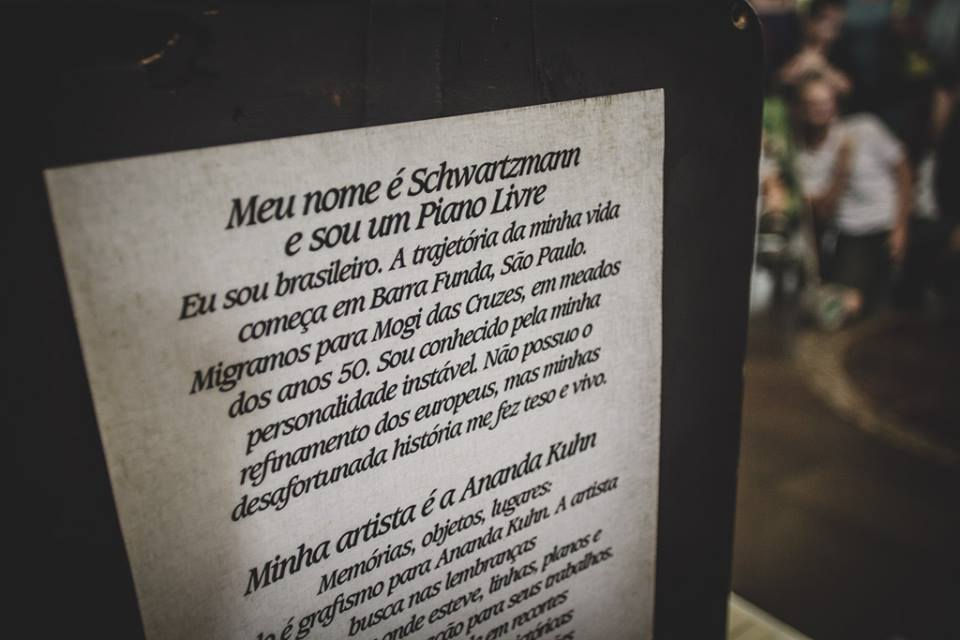 Meu nome é Schwartzmann
e sou um Piano Livre
Eu sou brasileiro. A trajetória da minha vida
começa em Barra Funda, São Paulo.
Migramos para Mogi das Cruzes, em meados
dos anos 50. Sou conhecido pela minha
personalidade instável. Não possuo o
refinamento dos europeus, mas minhas
desafortunada história me fez teso e vivo.
Minha artista é a Ananda Kuhn
Memórias, objetos, lugares:
é grafismo para Ananda Kuhn. A artista
busca nas lembranças
onde esteve, linhas, planos e
para seus trabalhos.
em recortes